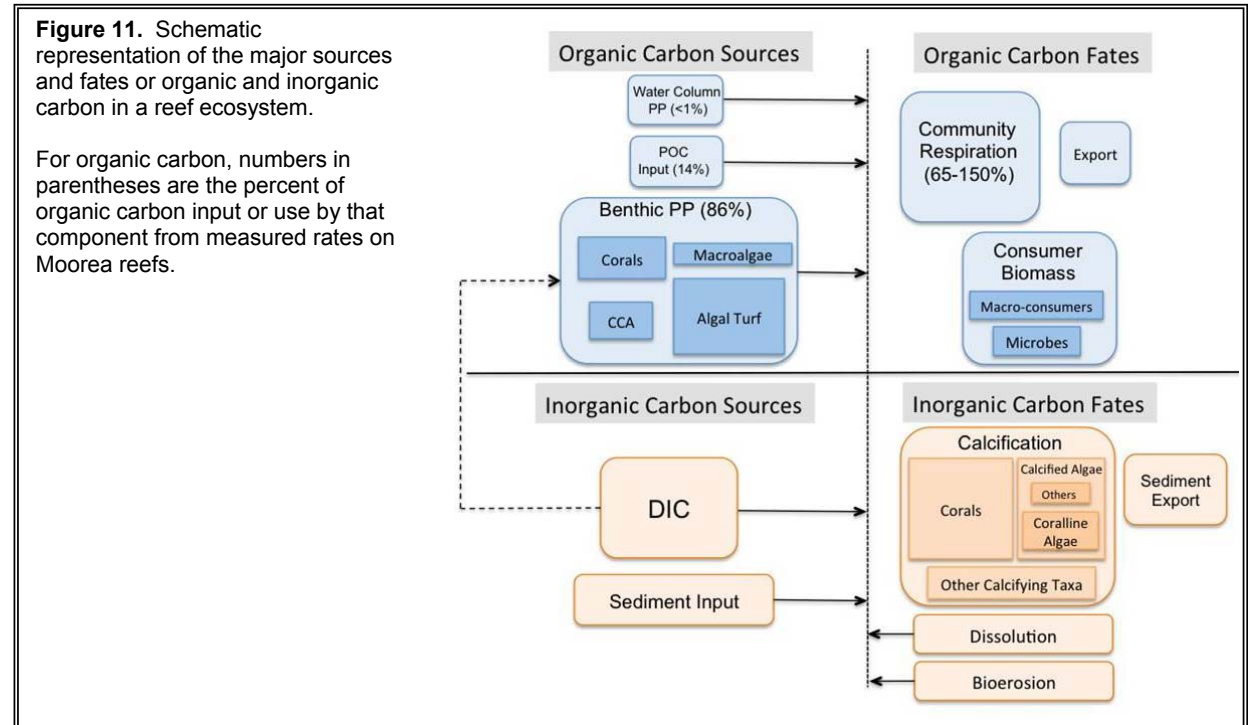 Figure 11. Schematic
representation of the major sources
and fates or organic and inorganic
carbon in a reef ecosystem.
For organic carbon, numbers in
parentheses are the percent of
organic carbon input or use by that
component from measured rates on
Moorea reefs.
Organic Carbon Sources
Water Column
PP (<1%)
POC
Input (14%)
Benthic PP (86%)
Corals
Macroalgae
CCA
Algal Turf
Organic Carbon Fates
Community
Respiration
(65-150%)
Export
Consumer
Biomass
Macro-consumers
Microbes
Inorganic Carbon Sources
DIC
Sediment Input
Inorganic Carbon Fates
Calcification
Corals
Calcified Algae
Others
Coralline
Algae
Other Calcifying Taxa
Sediment
Export
Dissolution
Bioerosion